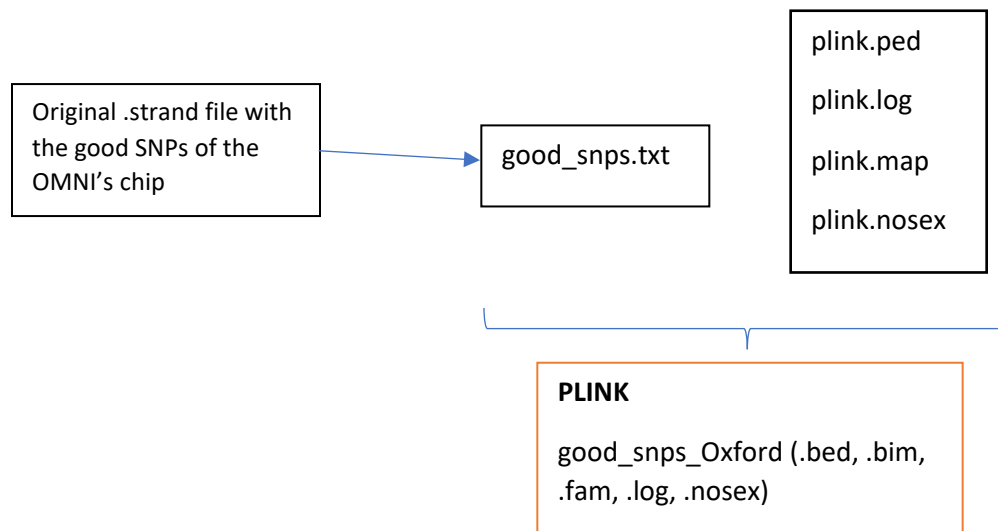 Original .strand file with
the good SNPs of the
OMNI’s chip
good_snps.txt
plink.ped
plink.log
plink.map
plink.nosex
PLINK
good_snps_Oxford (.bed, .bim,
.fam, .log, .nosex)